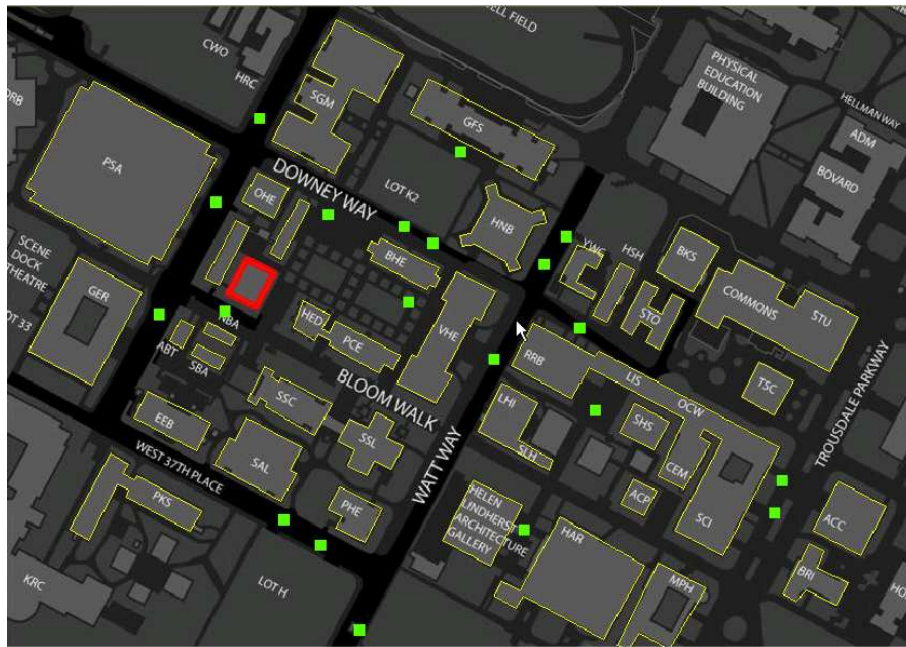 CWO
HRC
PHYSICAL
EDUCATION
BUILDING
HELLMAN WAY
ADM
BOVARD
SGM
GFS
PSA
DOWNEY WAY
LOT K2
OHE
HNB
YWC
HSH
BKS
BHE
COMMONS
STU
SCENE
DOCK
THEATRE
GER
NBA
HED
PCE
VHE
STO
ABT
SBA
RRB
LIS
OCW
TSC
TROUSDALE PARKWAY
BLOOM WALK
SSC
LHI
EEB
SSL
SLH
SHS
CEM
SAL
WATT WAY
WEST 37TH PLACE
PKS
PHE
HELEN
LINDHERST
ARCHITECTURE
GALLERY
ACP
SCI
ACC
HAR
BRI
KRC
LOT H
MPH